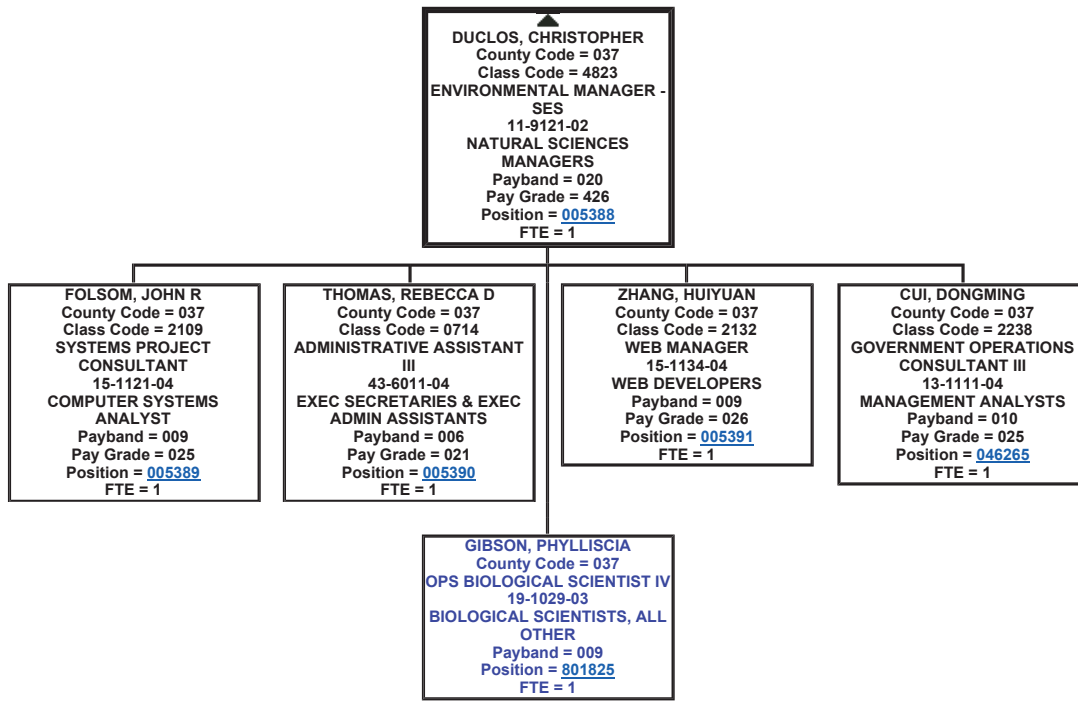 DUCLOS, CHRISTOPHER
County Code = 037
Class Code = 4823
ENVIRONMENTAL MANAGER -
SES
11-9121-02
NATURAL SCIENCES
MANAGERS
Payband = 020
Pay Grade = 426
Position = 005388
FTE = 1
FOLSOM, JOHN R
County Code = 037
Class Code = 2109
SYSTEMS PROJECT
CONSULTANT
15-1121-04
COMPUTER SYSTEMS
ANALYST
Payband = 009
Pay Grade = 025
Position = 005389
FTE = 1
THOMAS, REBECCA D
County Code = 037
Class Code = 0714
ADMINISTRATIVE ASSISTANT
III
43-6011-04
EXEC SECRETARIES & EXEC
ADMIN ASSISTANTS
Payband = 006
Pay Grade = 021
Position = 005390
FTE = 1
ZHANG, HUIYUAN
County Code = 037
Class Code = 2132
WEB MANAGER
15-1134-04
WEB DEVELOPERS
Payband = 009
Pay Grade = 026
Position = 005391
FTE = 1
CUI, DONGMING
County Code = 037
Class Code = 2238
GOVERNMENT OPERATIONS
CONSULTANT III
13-1111-04
MANAGEMENT ANALYSTS
Payband = 010
Pay Grade = 025
Position = 046265
FTE = 1
GIBSON, PHYLLISCIA
County Code = 037
OPS BIOLOGICAL SCIENTIST IV
19-1029-03
BIOLOGICAL SCIENTISTS, ALL
OTHER
Payband = 009
Position = 801825
FTE = 1